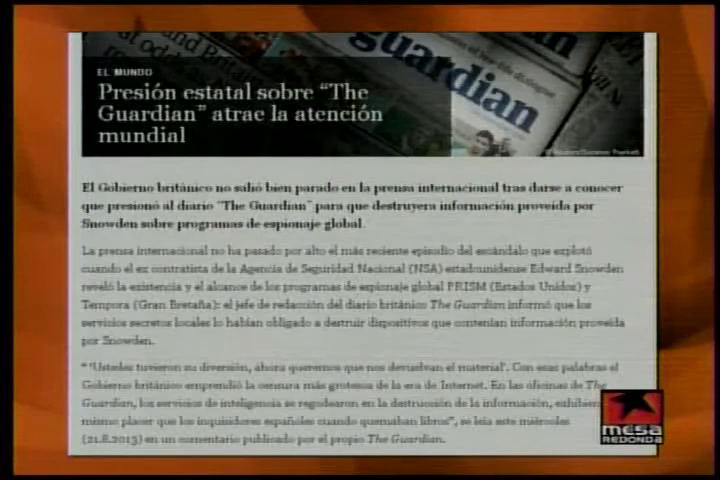 guardian
EL MUNDO
Presión estatal sobre “The
Guardian” atrae la atención
mundial
El Gobierno británico no salió bien parado en la prensa internacional tras darse a conocer
que presionó al diario “The Guardian” para que destruyera información proveída por
Snowden sobre programas de espionaje global.
La prensa internacional no ha pasado por alto el más reciente episodio del escándalo que explotó
cuando el ex contratista de la Agencia de Seguridad Nacional (NSA) estadounidense Edward Snowden
reveló la existencia y el alcance de los programas de espionaje global PRISM (Estados Unidos) y
Tempora (Gran Bretaña): el jefe de redacción del diario británico The Guardian informó que los
servicios secretos locales lo habían obligado a destruir dispositivos que contenían información proveída
por Snowden.
“‘Ustedes tuvieron su diversión, ahora queremos que nos devuelvan el material’. Con esas palabras el
Gobierno británico emprendió la censura más grotesca de la era de Internet. En las oficinas de The
Guardian, los servicios de inteligencia se regodearon en la destrucción de la información,
mismo placer que los inquisidores españoles cuando quemaban libros”, se leía este miércoles
(21.8.2013) en un comentario publicado por el propio The Guardian.
mesa
REDONDA